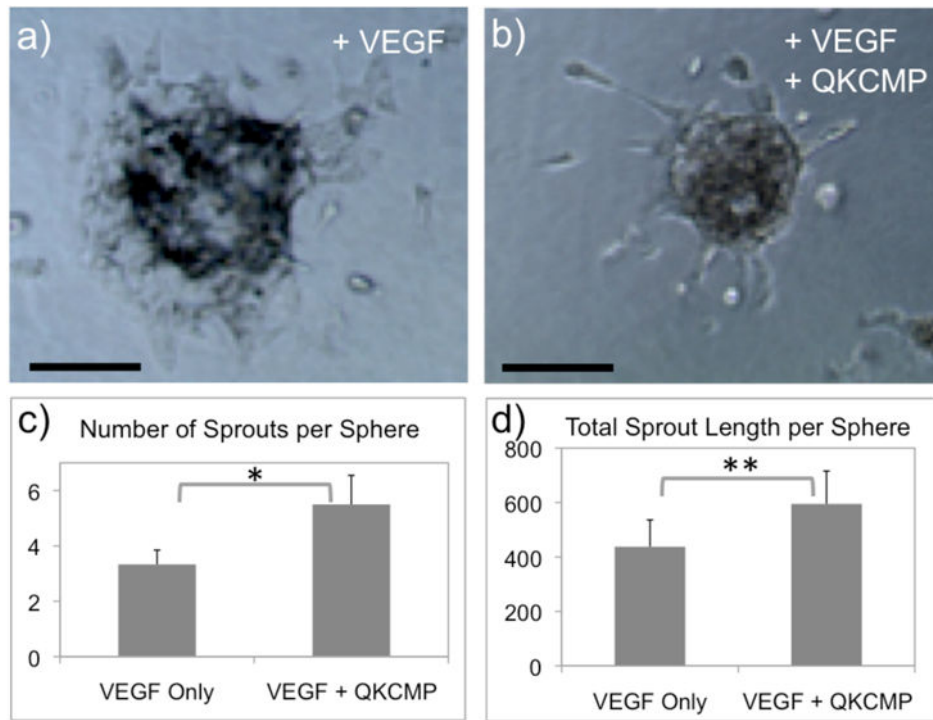 a)
+ VEGF
b)
+ VEGF
+ QKCMP
c)
Number of Sprouts per Sphere
6
4
2
0
*
VEGF Only
VEGF + QKCMP
d)
Total Sprout Length per Sphere
800
600
400
200
0
**
VEGF Only
VEGF + QKCMP